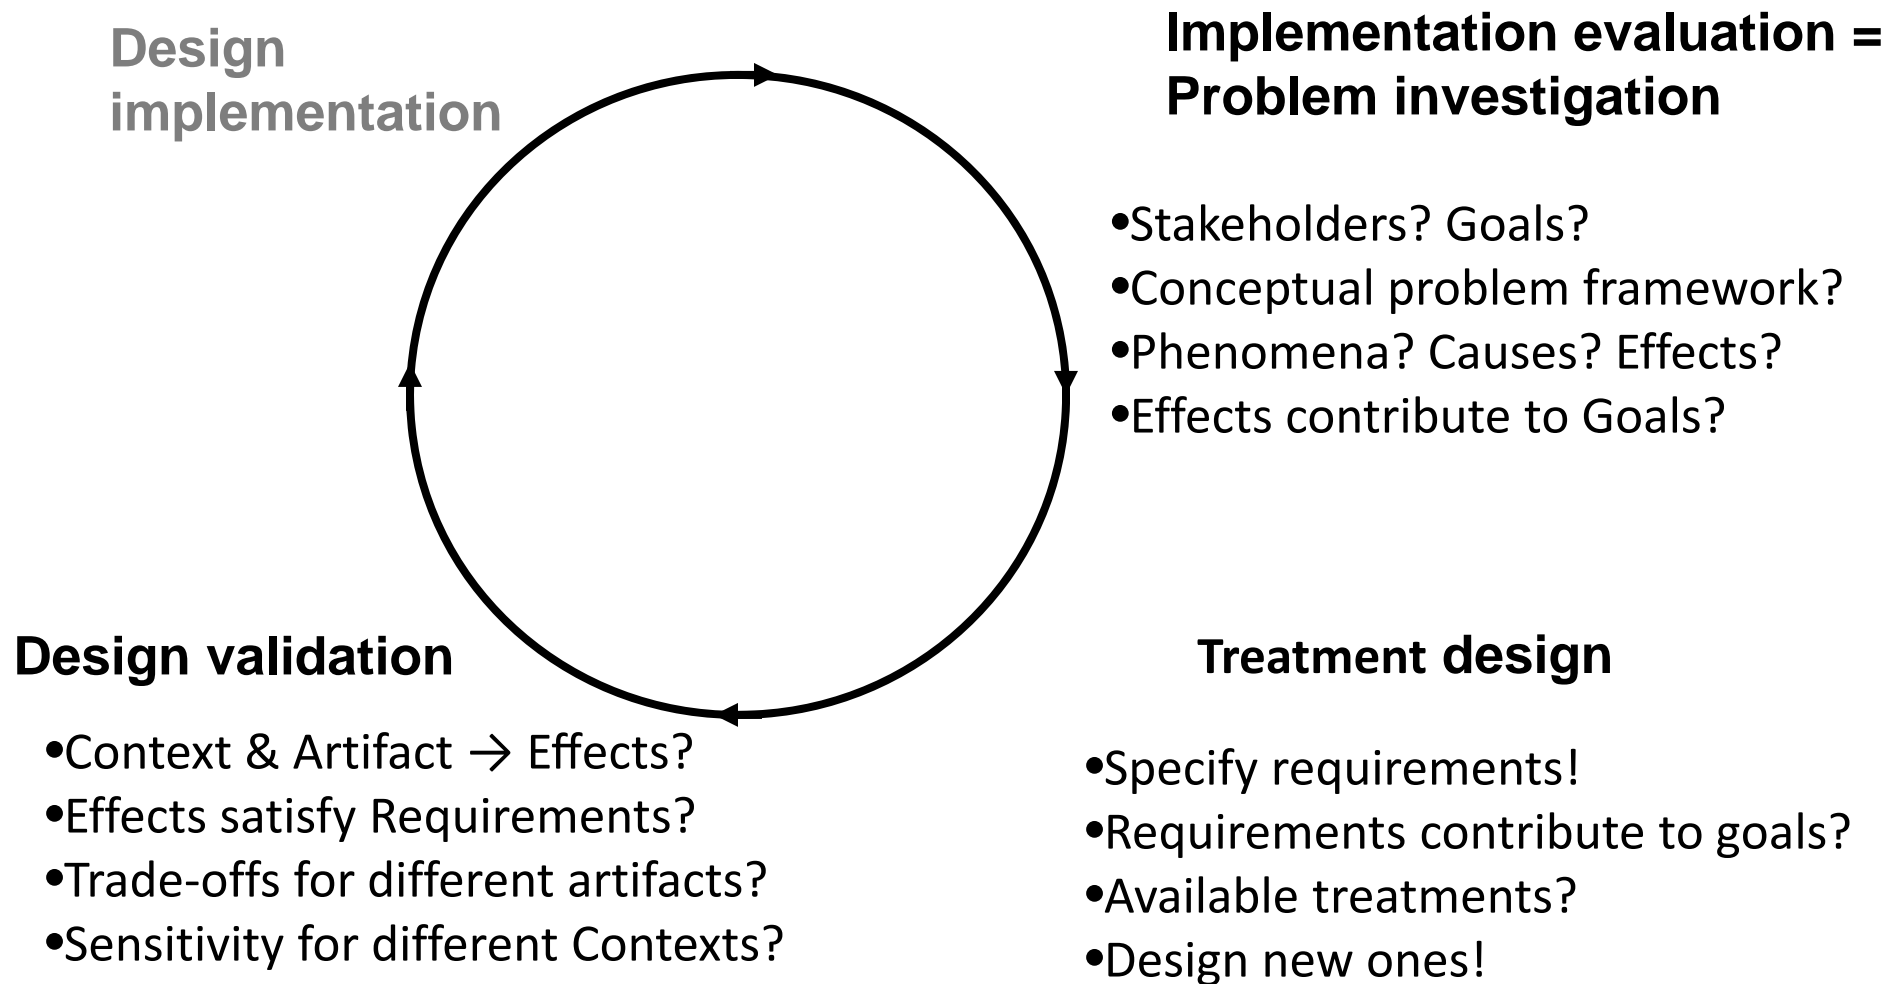 Design
implementation
Implementation evaluation =
Problem investigation
•Stakeholders? Goals?
•Conceptual problem framework?
•Phenomena? Causes? Effects?
•Effects contribute to Goals?
Design validation
•Context & Artifact → Effects?
•Effects satisfy Requirements?
•Trade-offs for different artifacts?
•Sensitivity for different Contexts?
Treatment design
•Specify requirements!
•Requirements contribute to goals?
•Available treatments?
•Design new ones!